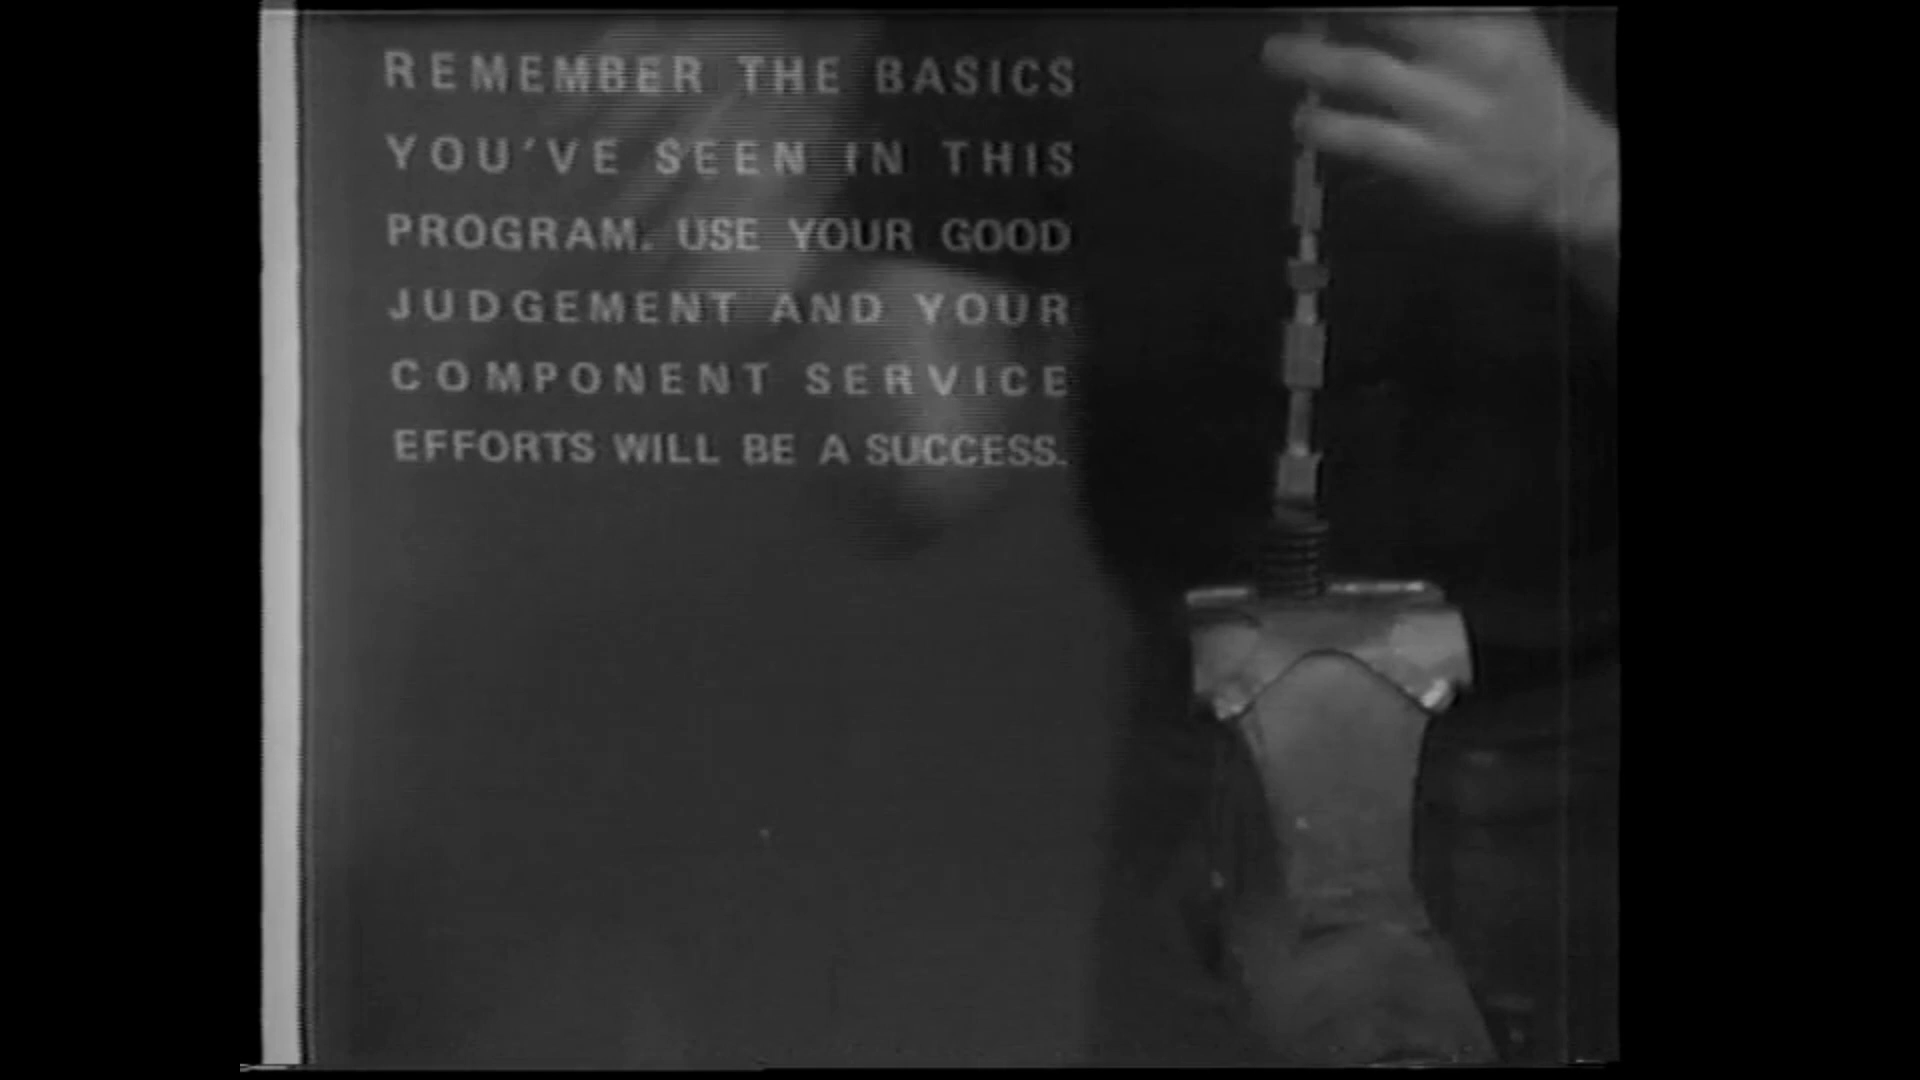 REMEMBER THE BASICS
YOU'VE SEEN IN THIS
PROGRAM. USE YOUR GOOD
JUDGEMENT AND YOUR
COMPONENT SERVICE
EFFORTS WILL BE A SUCCESS.